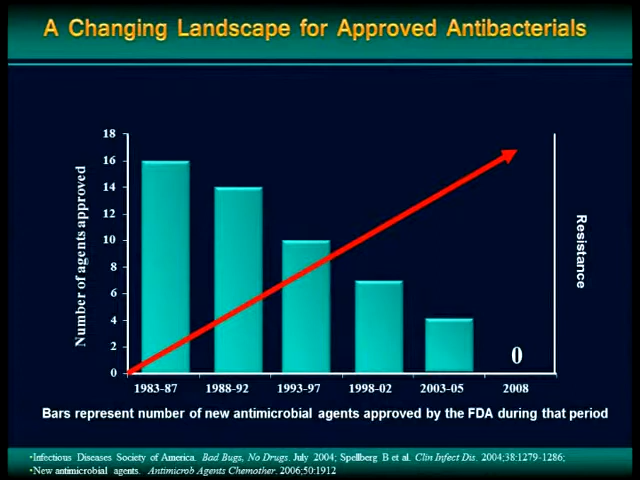 A Changing Landscape for Approved Antibacterials
18
16
14
12
10
8
6
4
2
0
Number of agents approved
Resistance
0
1983-87 1988-92 1993-97 1998-02 2003-05 2008
Bars represent number of new antimicrobial agents approved by the FDA during that period
•Infectious Diseases Society of America. Bad Bugs, No Drugs. July 2004; Spellberg B et al. Clin Infect Dis. 2004;38:1279-1286;
•New antimicrobial agents. Antimicrob Agents Chemother. 2006;50:1912